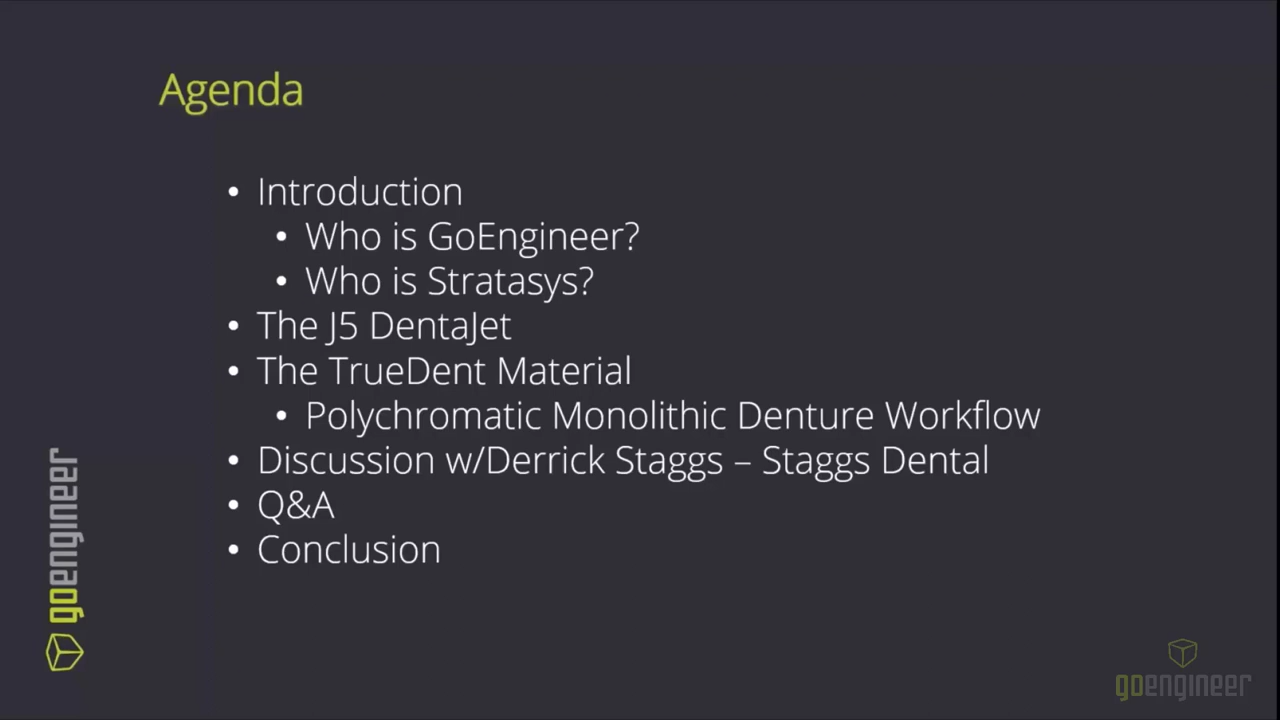 Agenda
• Introduction
• Who is GoEngineer?
• Who is Stratasys?
• The J5 DentaJet
• The TrueDent Material
• Polychromatic Monolithic Denture Workflow
• Discussion w/Derrick Staggs – Staggs Dental
• Q&A
• Conclusion
goengineer
goengineer